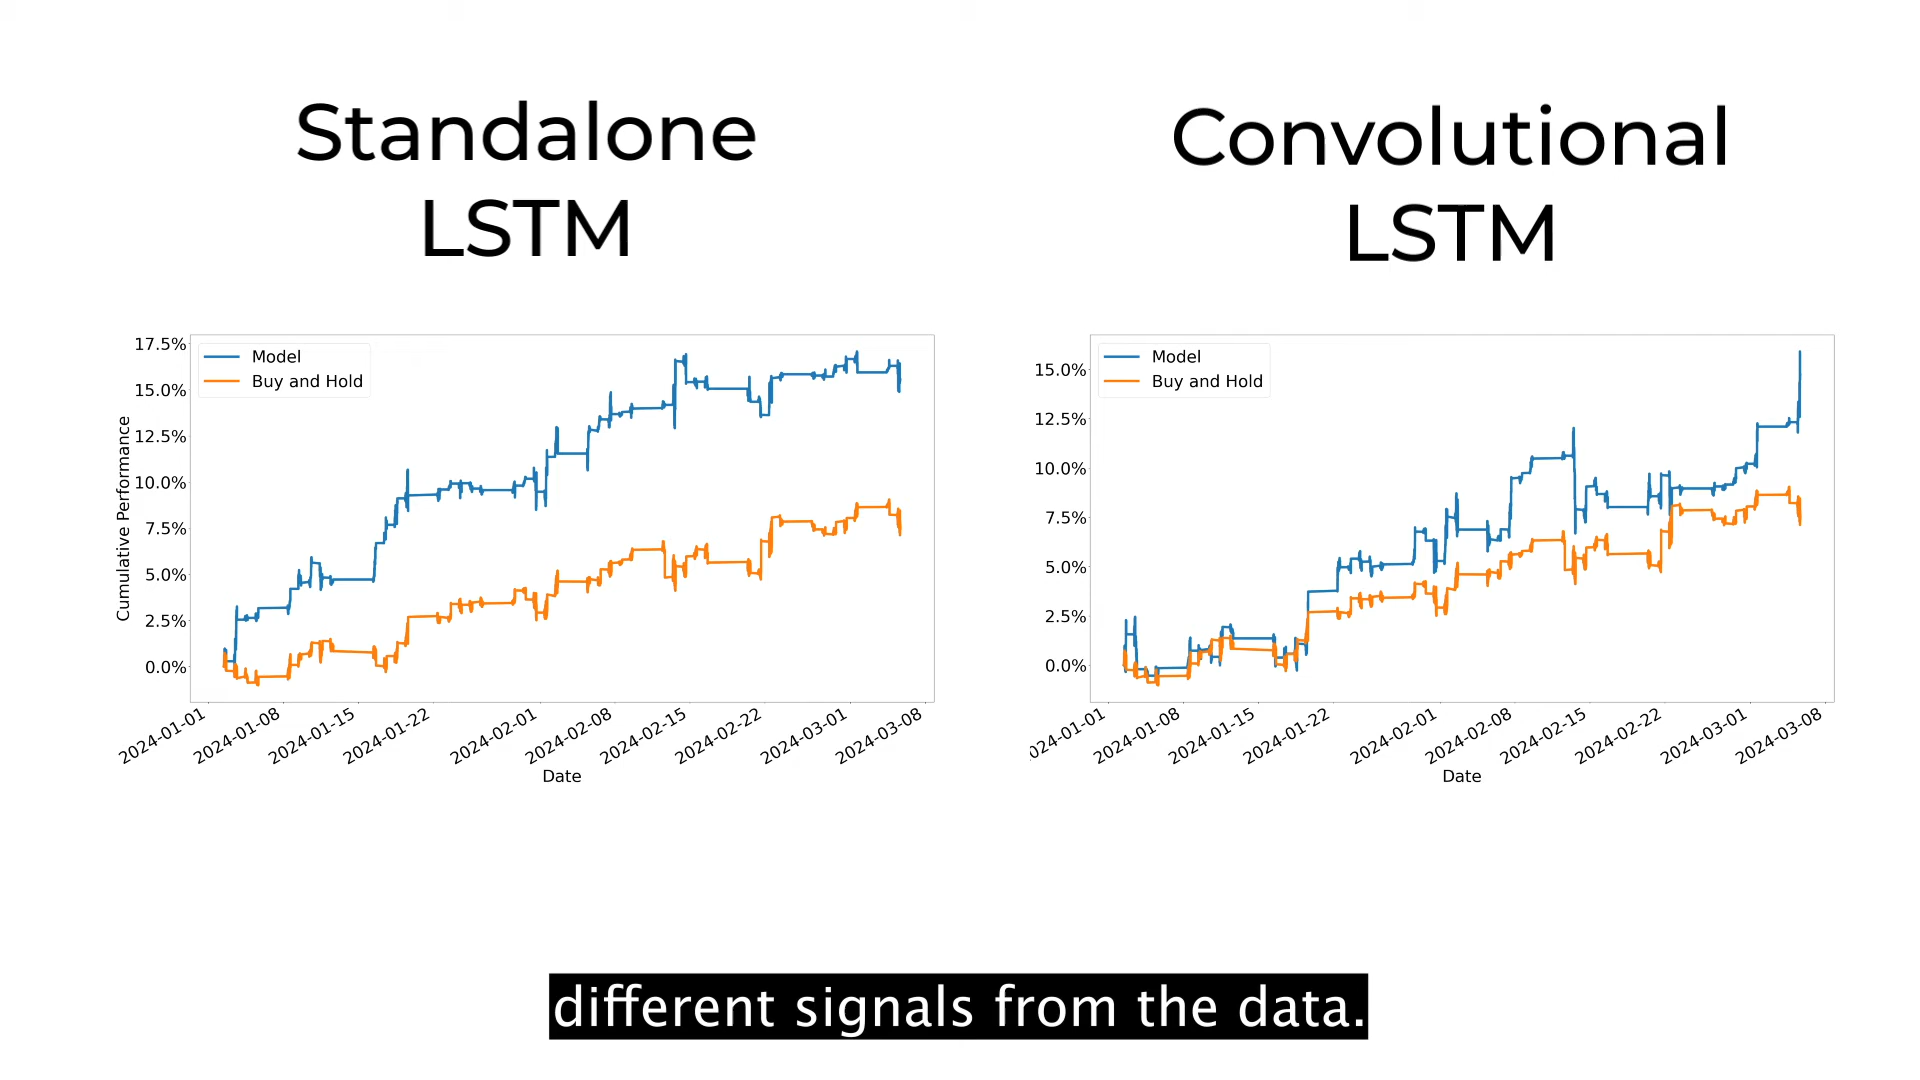 Standalone
LSTM
Convolutional
LSTM
Model
Buy and Hold
17.5%
15.0%
12.5%
10.0%
7.5%
5.0%
2.5%
0.0%
Cumulative Performance
2024-01-01
2024-01-08
2024-01-15
2024-01-22
2024-02-01
2024-02-08
2024-02-15
2024-02-22
2024-03-01
2024-03-08
Date
Model
Buy and Hold
15.0%
12.5%
10.0%
7.5%
5.0%
2.5%
0.0%
024-01-01
2024-01-08
2024-01-15
2024-01-22
2024-02-01
2024-02-08
2024-02-15
2024-02-22
2024-03-01
2024-03-08
Date
different signals from the data.